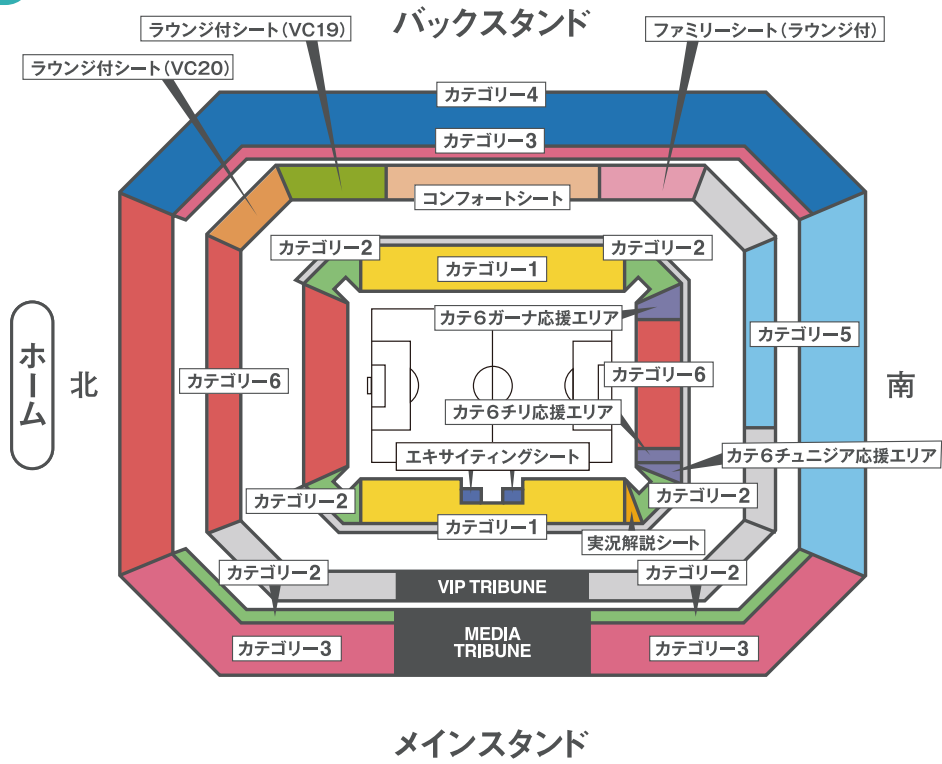 バックスタンド
ラウンジ付シート(VC19)
ファミリーシート(ラウンジ付)
ラウンジ付シート(VC20)
カテゴリー4
カテゴリー3
コンフォートシート
カテゴリー2
カテゴリー2
カテゴリー1
カテ6ガーナ応援エリア
カテゴリー5
ホーム
北
カテゴリー6
カテゴリー6
南
カテ6チリ応援エリア
エキサイティングシート
カテ6チュニジア応援エリア
カテゴリー2
カテゴリー2
カテゴリー1
実況解説シート
カテゴリー2
カテゴリー2
VIP TRIBUNE
MEDIA
TRIBUNE
カテゴリー3
カテゴリー3
メインスタンド